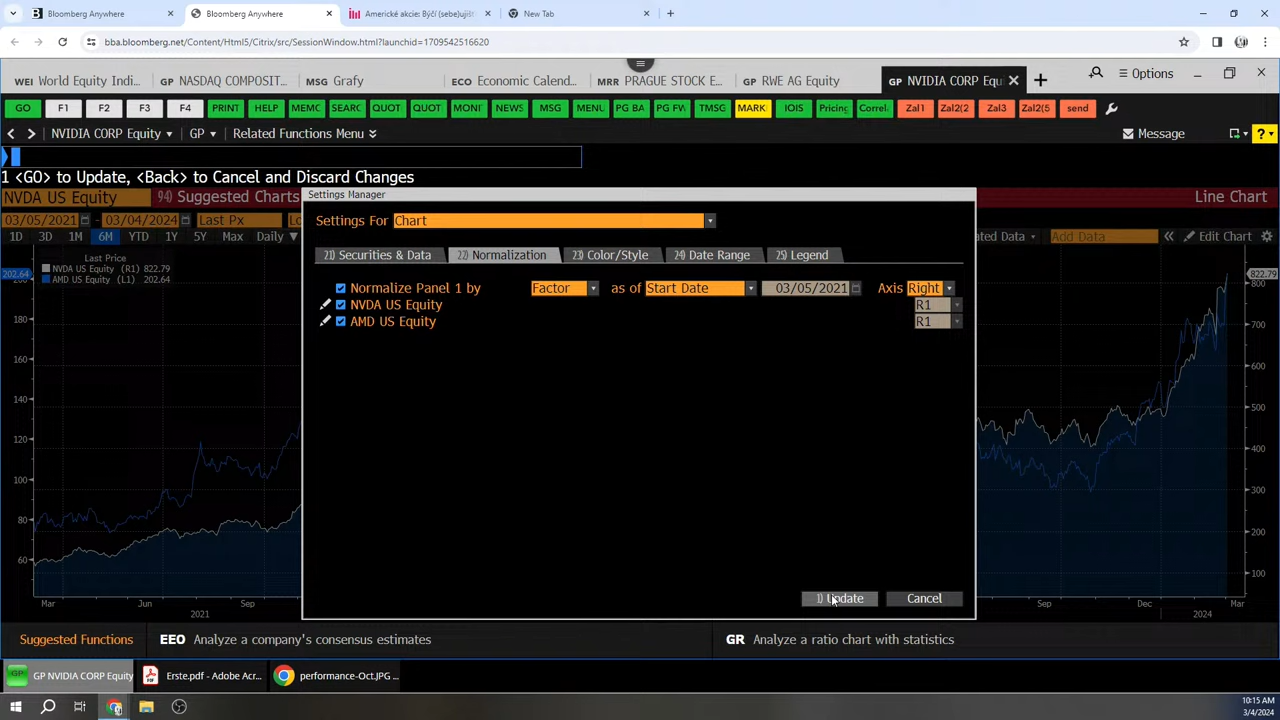 Bloomberg Anywhere
Bloomberg Anywhere
Americké akcie: Býčí (sebe)ujišť
New Tab
bba.bloomberg.net/Content/Html5/Citrix/src/SessionWindow.html?launchid=1709542516620
WEI World Equity Indi...
GP NASDAQ COMPOSIT...
MSG Grafy
ECO Economic Calend...
MRR PRAGUE STOCK E...
GP RWE AG Equity
GP NVIDIA CORP Equ
Options
GO F1 F2 F3 F4 PRINT HELP MEMC SEARC QUOT QUOT MONI NEWS MSG MENU PG BA PG FW TMSG MARK IOIS Pricing Correl Zal1 Zal2(2 Zal3 Zal2(5 send
NVIDIA CORP Equity GP Related Functions Menu Message
1 <GO> to Update, <Back> to Cancel and Discard Changes
NVDA US Equity 94) Suggested Charts Line Chart
Settings Manager
03/05/2021 - 03/04/2024 Last Px
Settings For Chart
1D 3D 1M 6M YTD 1Y 5Y Max Daily
Add Data Edit Chart
21) Securities & Data 22) Normalization 23) Color/Style 24) Date Range 25) Legend
Last Price
NVDA US Equity (R1) 822.79
AMD US Equity (L1) 202.64
202.64
822.79
Normalize Panel 1 by Factor as of Start Date 03/05/2021 Axis Right
NVDA US Equity R1
AMD US Equity R1
180
160
140
120
100
80
60
800
700
600
500
400
300
200
100
1) Update Cancel
Mar Jun Sep Sep Dec Mar
2021 2024
Suggested Functions EEO Analyze a company's consensus estimates GR Analyze a ratio chart with statistics
GP NVIDIA CORP Equity
Erste.pdf - Adobe Acr...
performance-Oct.JPG ...
10:15 AM
3/4/2024